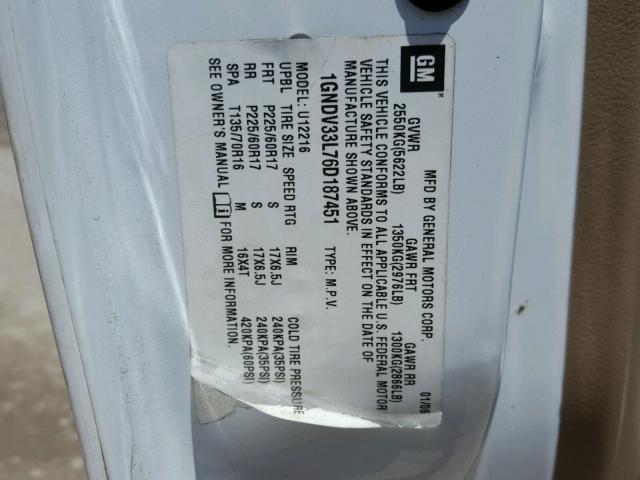 GM
MFD BY GENERAL MOTORS CORP. 01/06
GVWR GAWR FRT GAWR RR
2550KG(5622LB) 1350KG(2976LB) 1300KG(2866LB)
THIS VEHICLE CONFORMS TO ALL APPLICABLE U.S. FEDERAL MOTOR
VEHICLE SAFETY STANDARDS IN EFFECT ON THE DATE OF
MANUFACTURE SHOWN ABOVE.
1GNDV33L76D187451 TYPE: M.P.V.
MODEL: U12216
UPBL TIRE SIZE SPEED RTG RIM COLD TIRE PRESSURE
FRT P225/60R17 S 17X6.5J 240KPA(35PSI)
RR P225/60R17 S 17X6.5J 240KPA(35PSI)
SPA T135/70R16 M 16X4T 420KPA(60PSI)
SEE OWNER'S MANUAL FOR MORE INFORMATION.